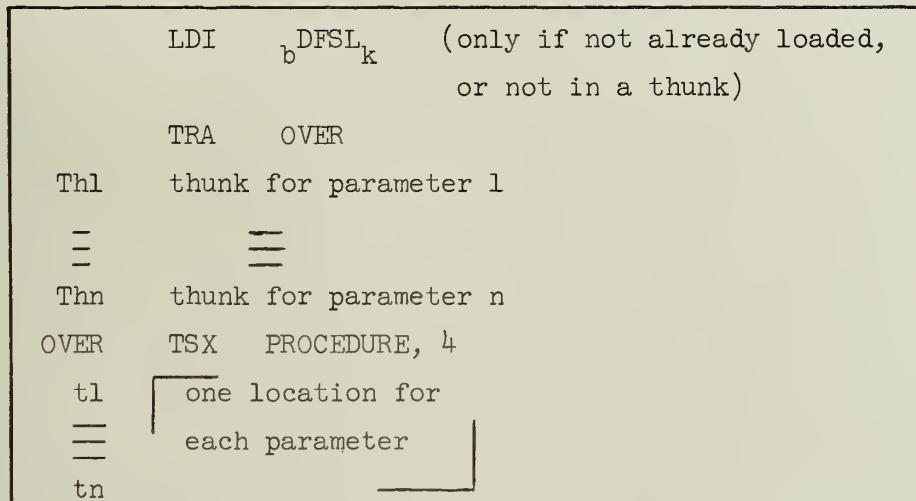 LDI bDFSLk (only if not already loaded,
or not in a thunk)
TRA OVER
Th1 thunk for parameter 1
Thn thunk for parameter n
OVER TSX PROCEDURE, 4
t1 one location for
each parameter
tn